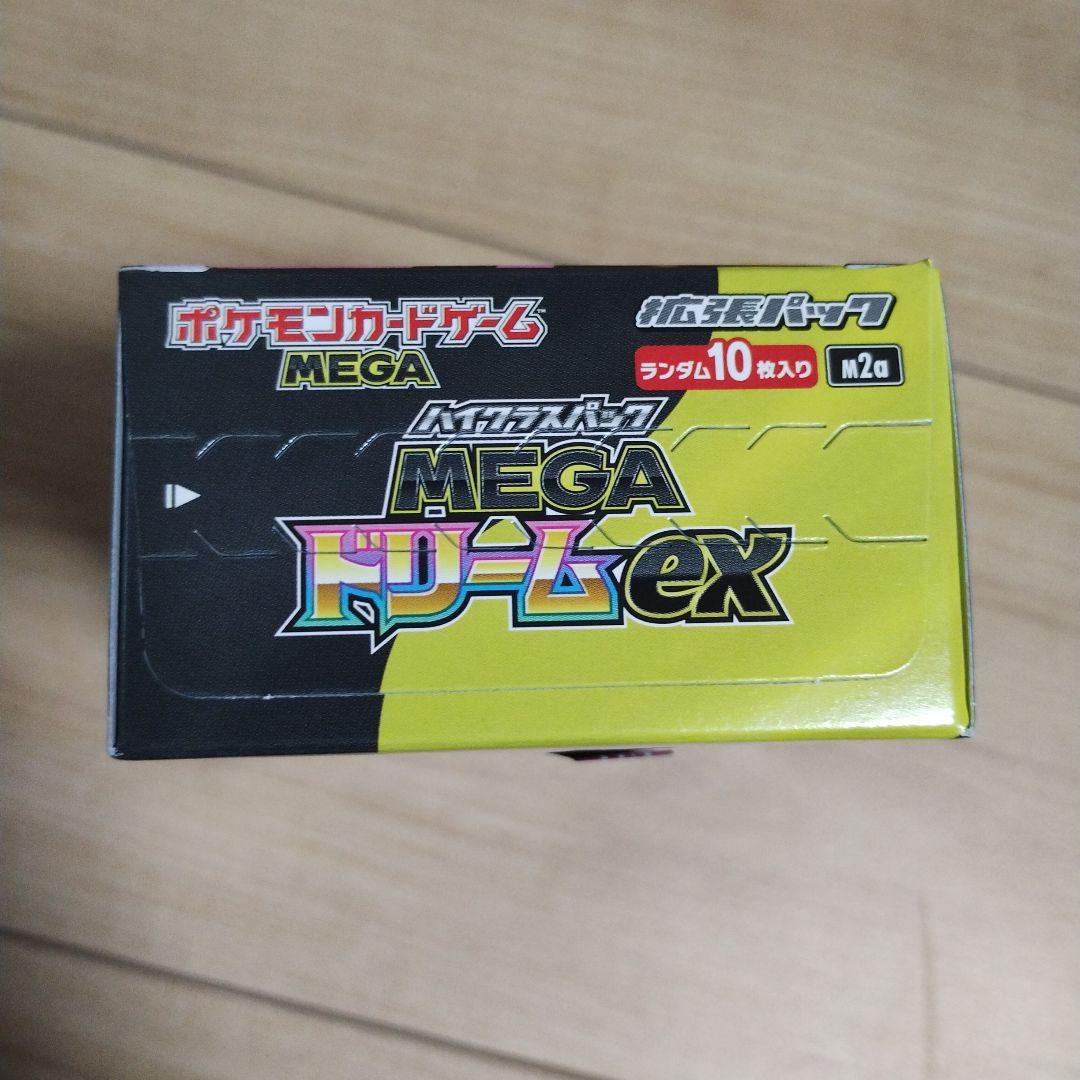 ポケモンカードゲーム™
MEGA
拡張パック
ランダム10枚入り M2a
ハイクラスパック
MEGA
ドリームex